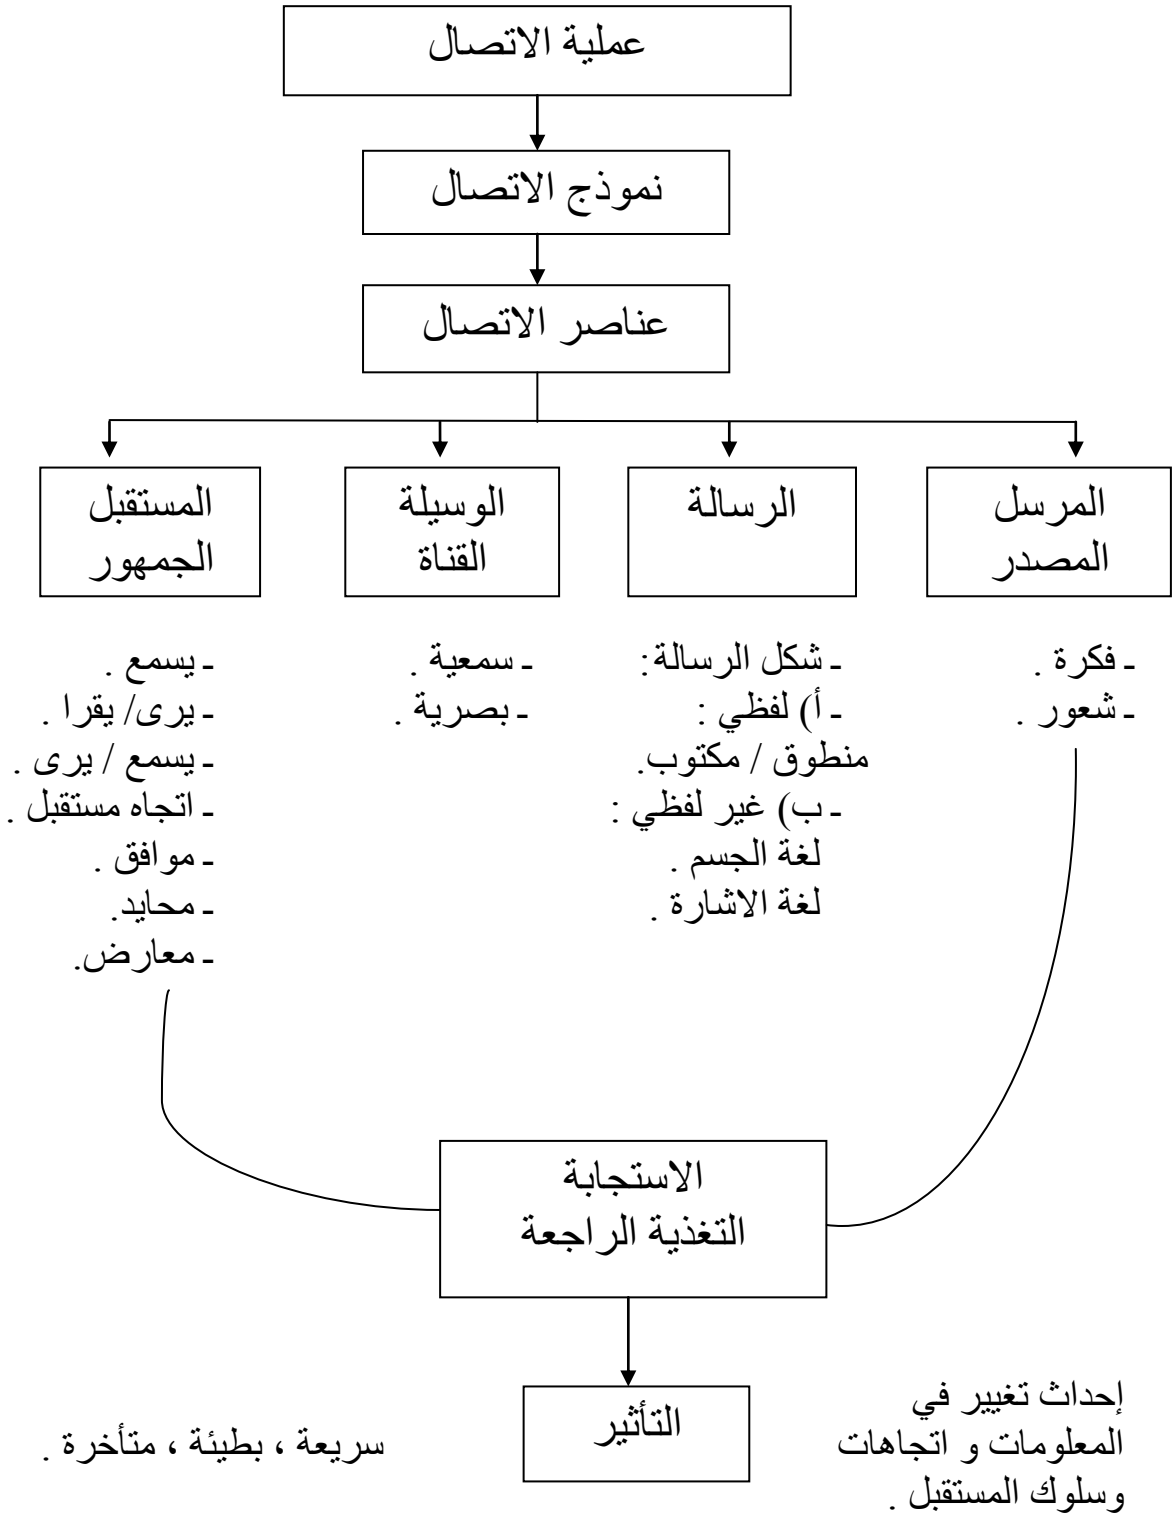 عملية الاتصال
نموذج الاتصال
عناصر الاتصال
المرسل
المصدر
الرسالة
الوسيلة
القناة
المستقبل
الجمهور
- فكرة .
- شعور .
- شكل الرسالة:
- أ) لفظي :
منطوق / مكتوب.
- ب) غير لفظي :
لغة الجسم .
لغة الاشارة .
- سمعية .
- بصرية .
- يسمع .
- يرى/ يقرا .
- يسمع / يرى .
- اتجاه مستقبل .
- موافق .
- محايد.
- معارض.
الاستجابة
التغذية الراجعة
التأثير
إحداث تغيير في
المعلومات و اتجاهات
وسلوك المستقبل .
سريعة ، بطيئة ، متأخرة .